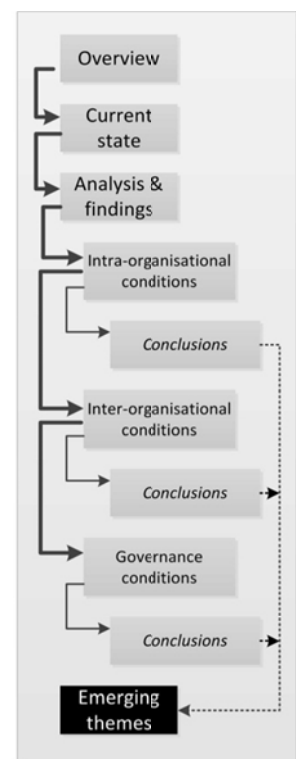 Overview
Current
state
Analysis &
findings
Intra-organisational
conditions
Conclusions
Inter-organisational
conditions
Conclusions
Governance
conditions
Conclusions
Emerging
themes